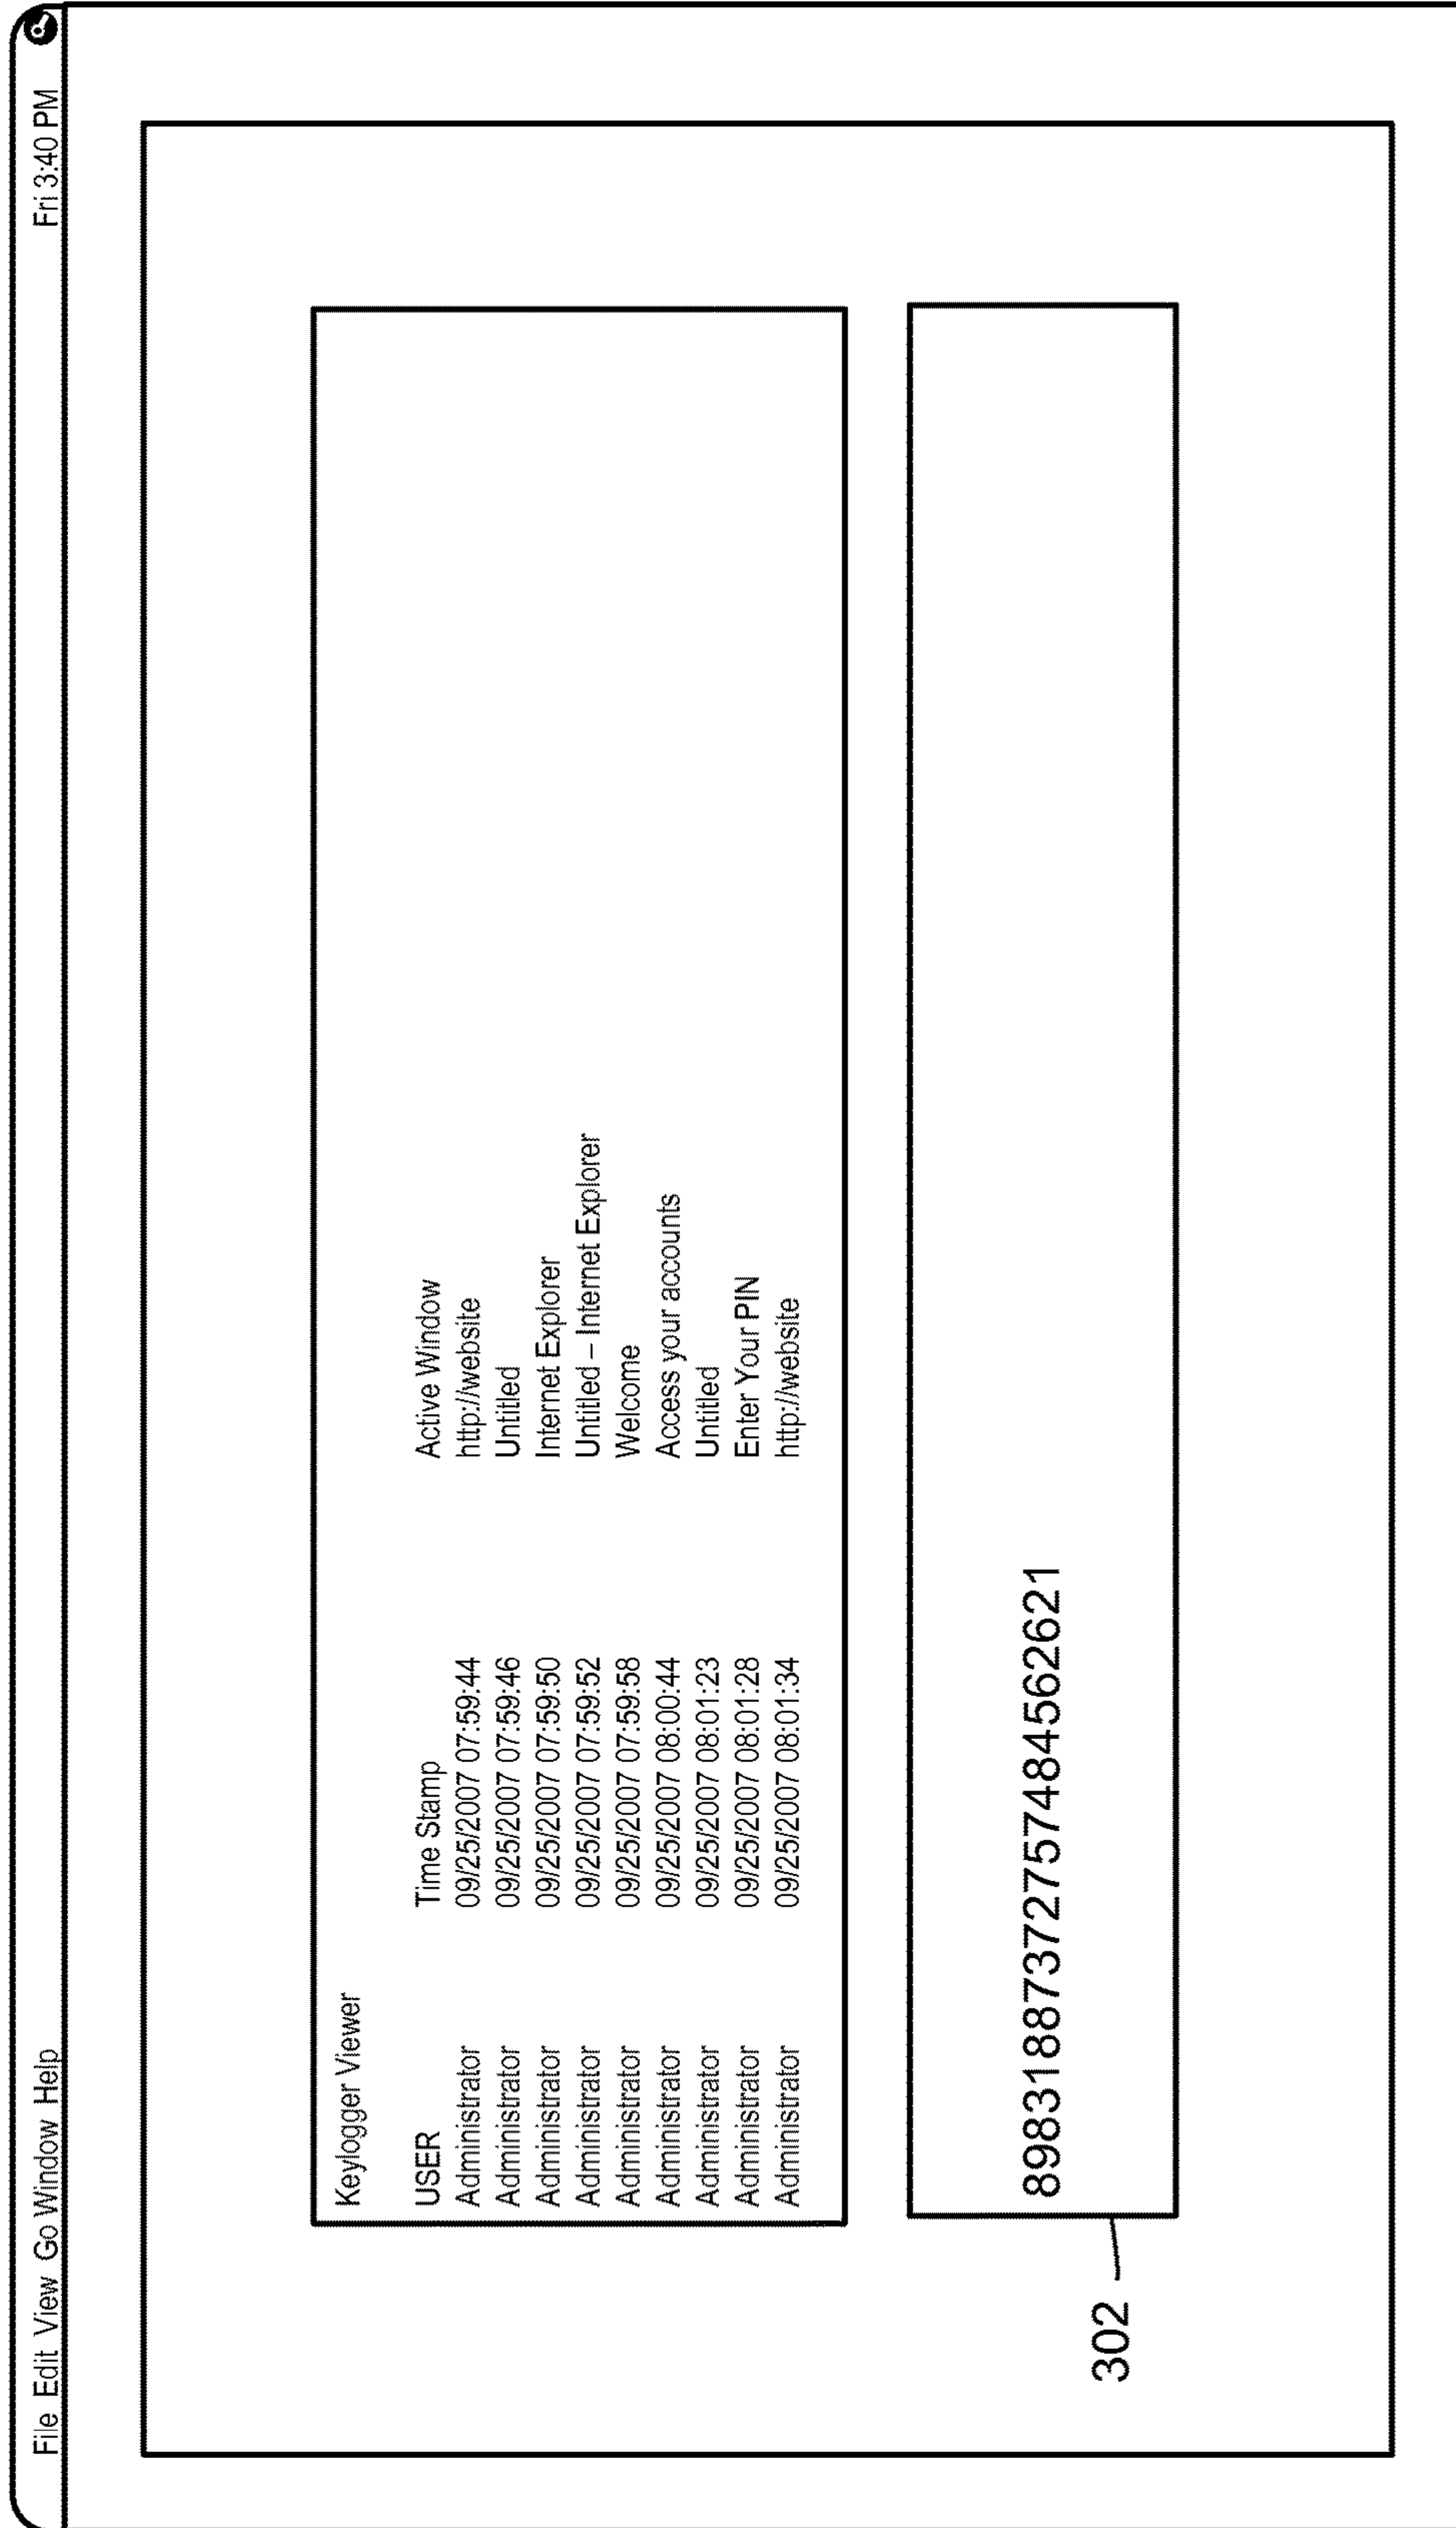 File Edit View Go Window Help Fri 3:40 PM
Keylogger Viewer
USER Time Stamp Active Window
Administrator 09/25/2007 07:59:44 http://website
Administrator 09/25/2007 07:59:46 Untitled
Administrator 09/25/2007 07:59:50 Internet Explorer
Administrator 09/25/2007 07:59:52 Untitled – Internet Explorer
Administrator 09/25/2007 07:59:58 Welcome
Administrator 09/25/2007 08:00:44 Access your accounts
Administrator 09/25/2007 08:01:23 Untitled
Administrator 09/25/2007 08:01:28 Enter Your PIN
Administrator 09/25/2007 08:01:34 http://website
89831887372757484562621
302